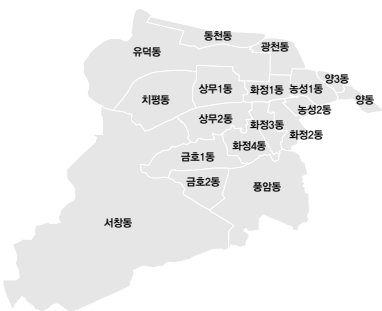 동천동
광천동
유덕동
양3동
상무1동
화정1동
농성1동
치평동
양동
농성2동
상무2동
화정3동
화정2동
화정4동
금호1동
금호2동
풍암동
서창동